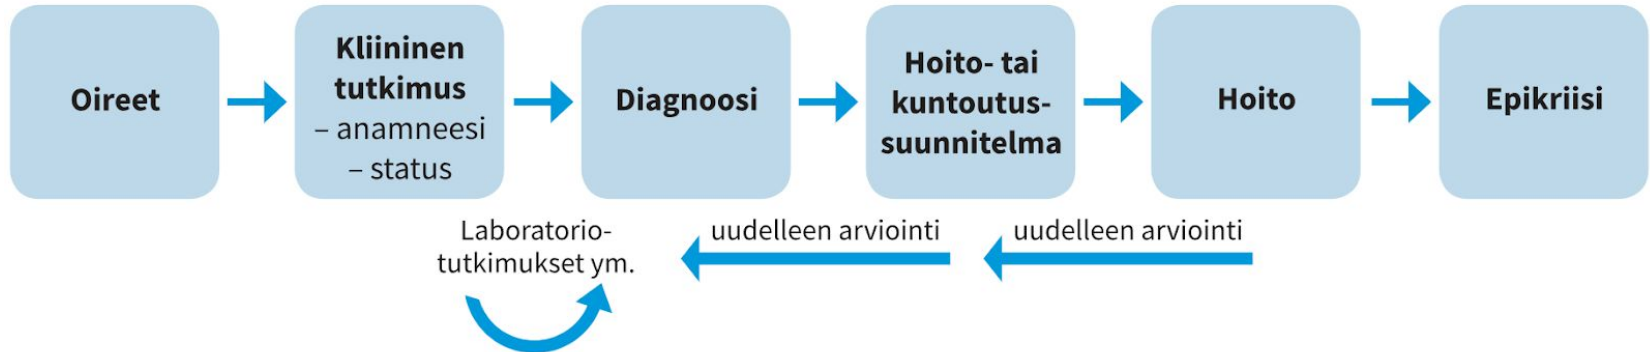 Oireet
Kliininen
tutkimus
– anamneesi
– status
Diagnoosi
Hoito- tai
kuntoutus-
suunnitelma
Hoito
Epikriisi
Laboratorio-
tutkimukset ym.
uudelleen arviointi
uudelleen arviointi